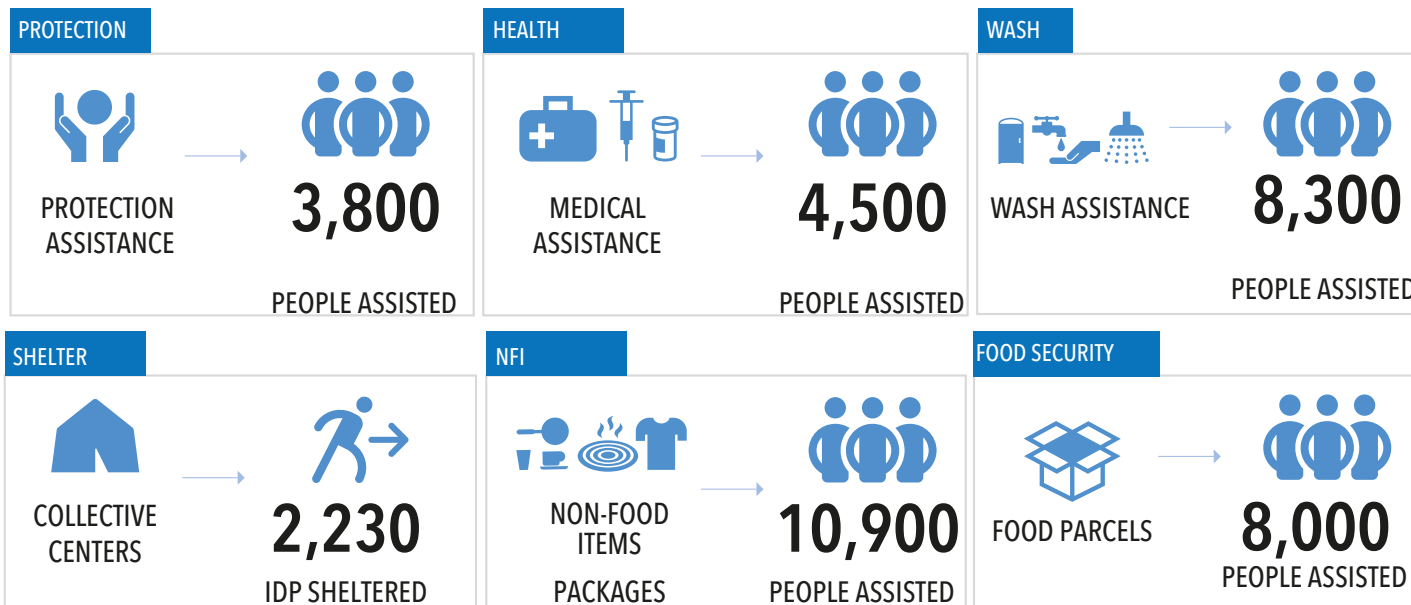 PROTECTION
PROTECTION
ASSISTANCE
3,800
PEOPLE ASSISTED
HEALTH
MEDICAL
ASSISTANCE
4,500
PEOPLE ASSISTED
WASH
WASH ASSISTANCE
8,300
PEOPLE ASSISTED
SHELTER
COLLECTIVE
CENTERS
2,230
IDP SHELTERED
NFI
NON-FOOD
ITEMS
PACKAGES
10,900
PEOPLE ASSISTED
FOOD SECURITY
FOOD PARCELS
8,000
PEOPLE ASSISTED